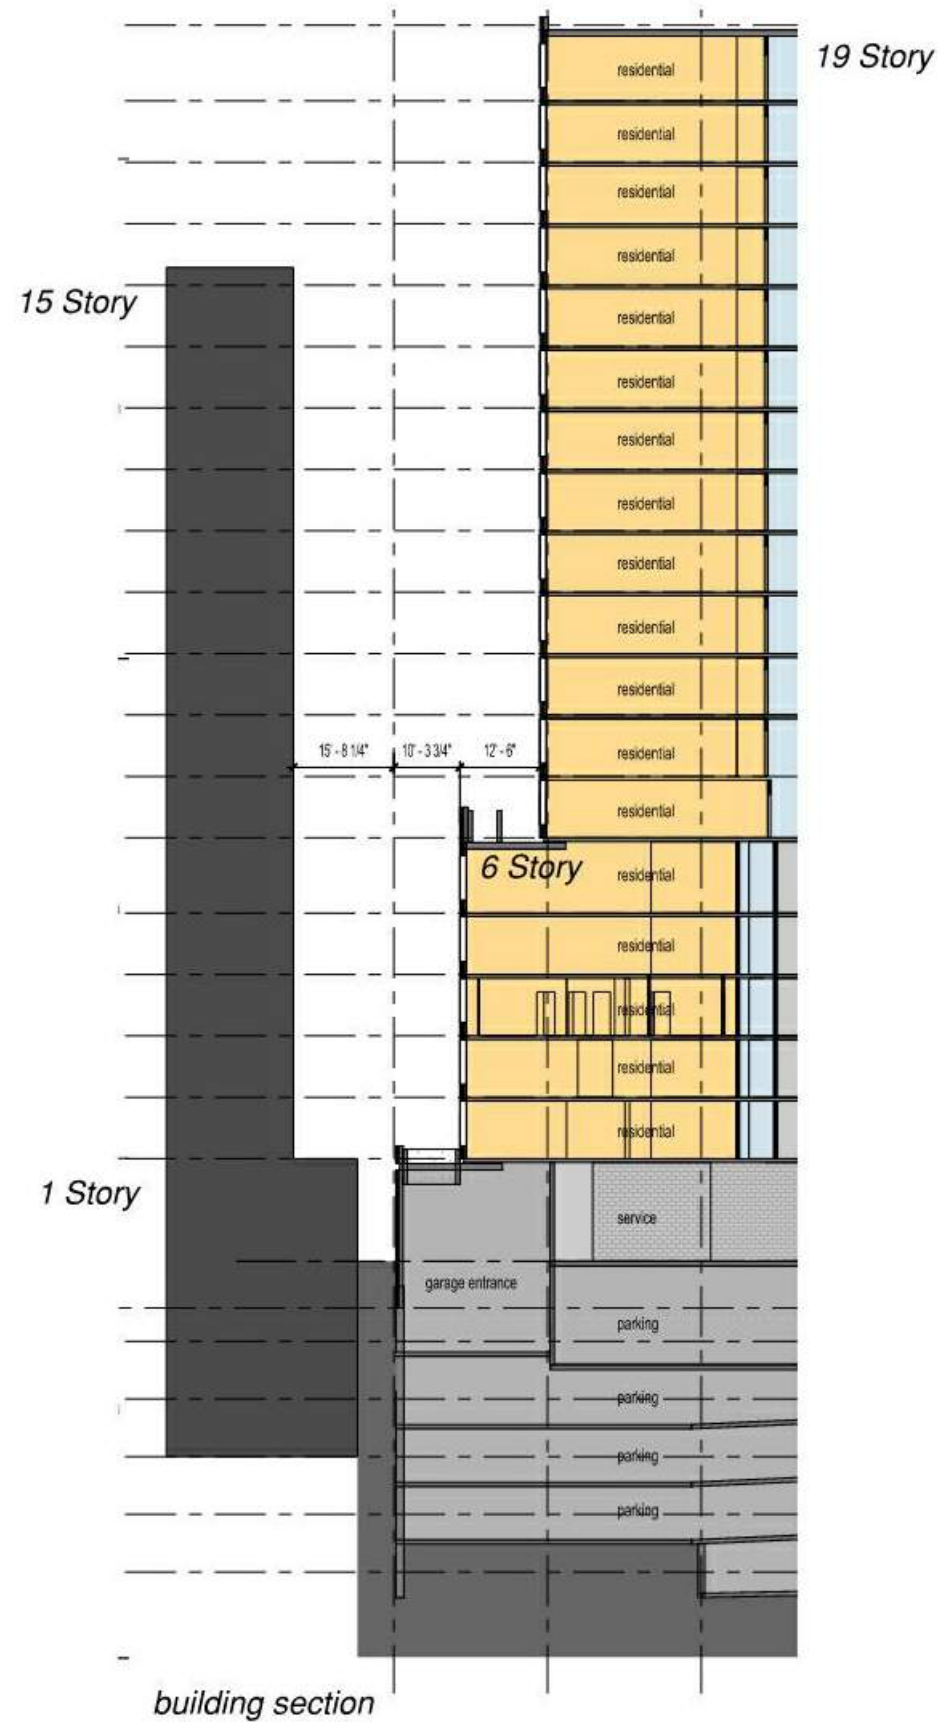 19 Story
residential
residential
residential
residential
15 Story
residential
residential
residential
residential
residential
residential
residential
15' - 8 1/4" 10' - 3 3/4" 12' - 6"
residential
residential
6 Story
residential
residential
residential
residential
residential
1 Story
service
garage entrance
parking
parking
parking
parking
building section